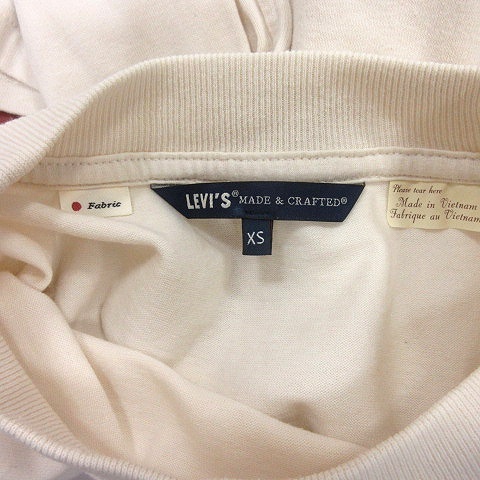 ● Fabric
LEVI'S® MADE & CRAFTED®
XS
Please tear here
Made in Vietnam
Fabrique au Vietnam